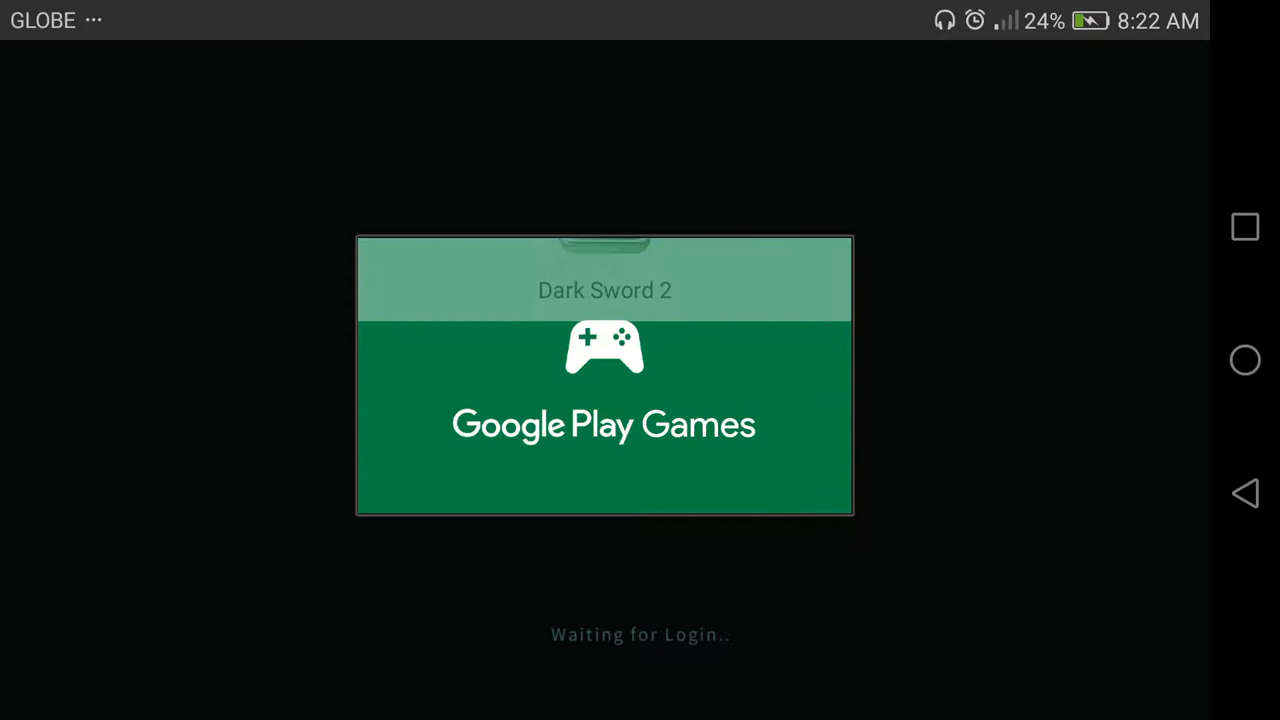 GLOBE ...
24% 8:22 AM
Dark Sword 2
Google Play Games
Waiting for Login..